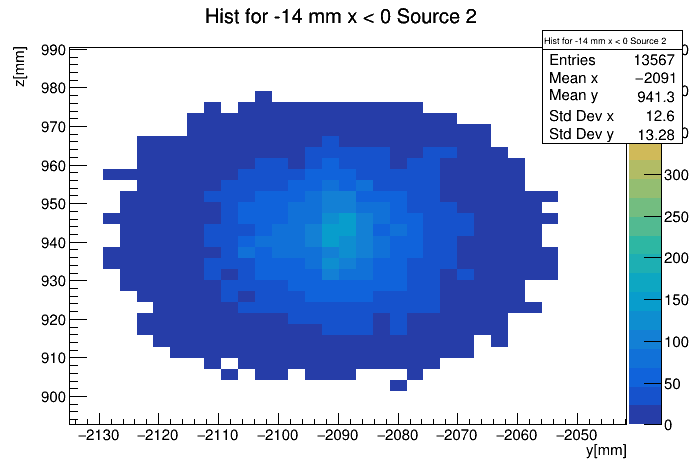 Hist for -14 mm x < 0 Source 2
z[mm]
990
980
970
960
950
940
930
920
910
900
−2130 −2120 −2110 −2100 −2090 −2080 −2070 −2060 −2050
y[mm]
Hist for -14 mm x < 0 Source 2
Entries 13567
Mean x −2091
Mean y 941.3
Std Dev x 12.6
Std Dev y 13.28
300
250
200
150
100
50
0